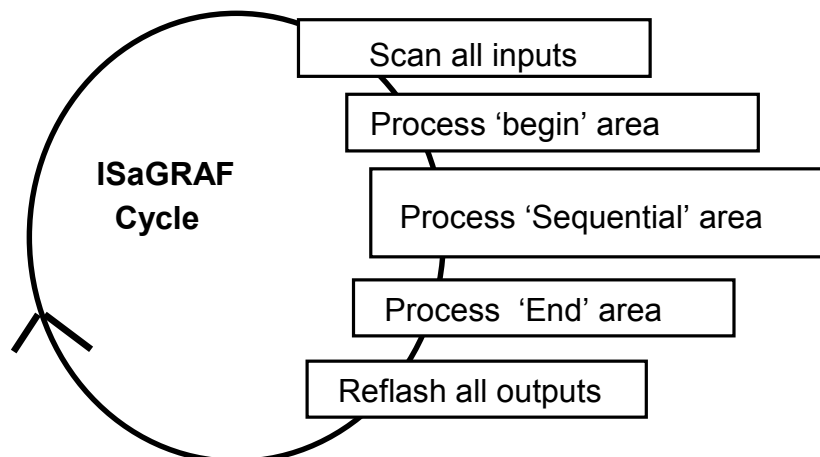 Scan all inputs
Process ‘begin’ area
ISaGRAF
Cycle
Process ‘Sequential’ area
Process ‘End’ area
Reflash all outputs